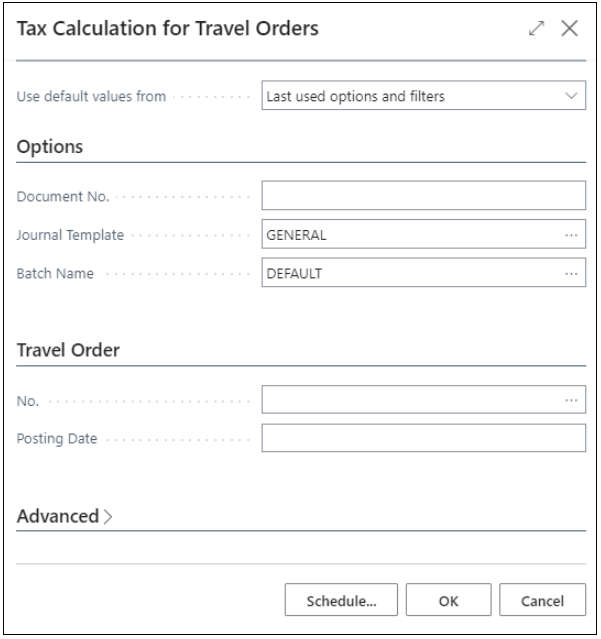 Tax Calculation for Travel Orders
Use default values from
Last used options and filters
Options
Document No.
Journal Template
GENERAL
Batch Name
DEFAULT
Travel Order
No.
Posting Date
Advanced
Schedule...
OK
Cancel